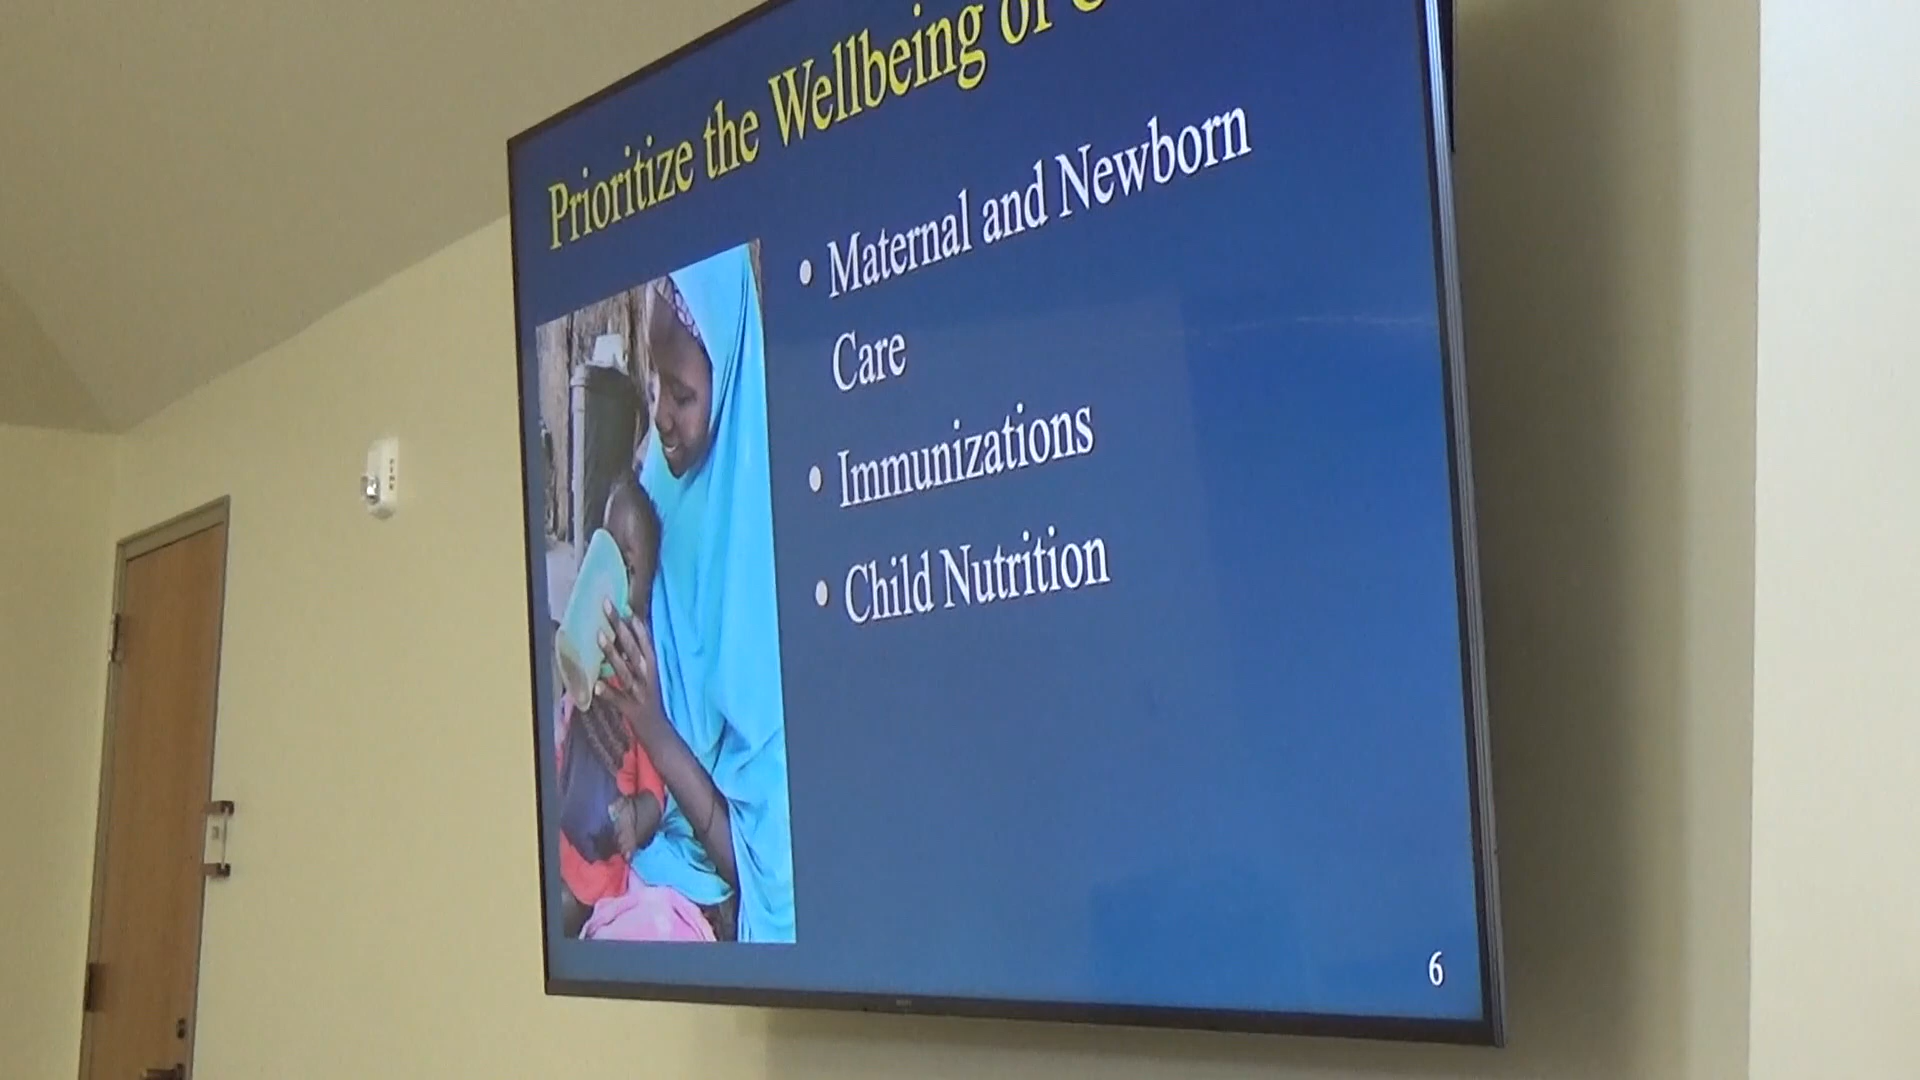 Prioritize the Wellbeing of
• Maternal and Newborn
Care
• Immunizations
• Child Nutrition
6